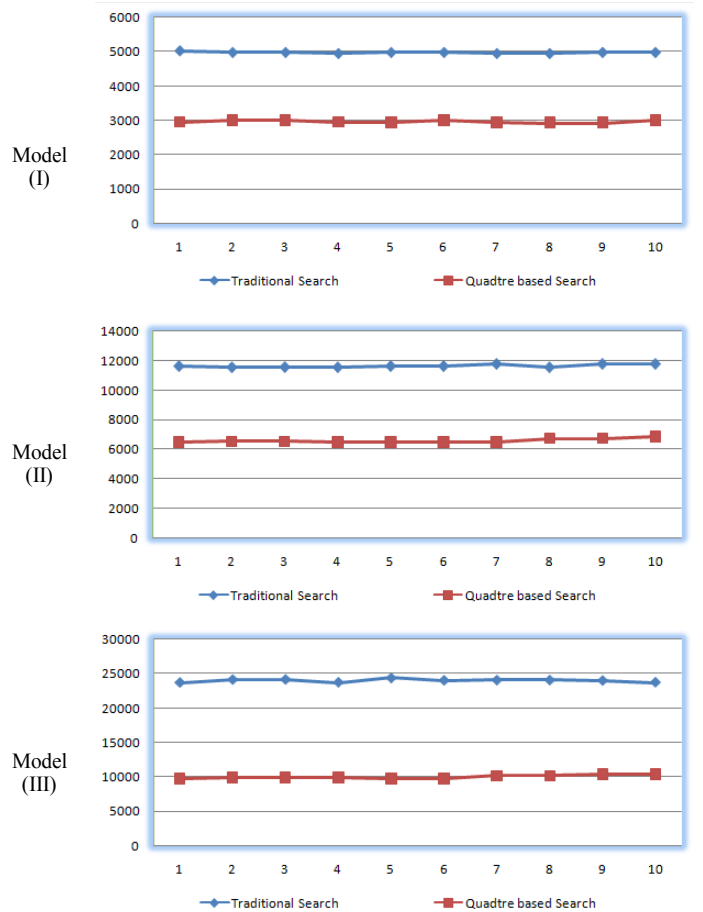 6000
5000
4000
3000
2000
1000
0
Model
(I)
1 2 3 4 5 6 7 8 9 10
Traditional Search Quadtre based Search
14000
12000
10000
8000
6000
4000
2000
0
Model
(II)
1 2 3 4 5 6 7 8 9 10
Traditional Search Quadtre based Search
30000
25000
20000
15000
10000
5000
0
Model
(III)
1 2 3 4 5 6 7 8 9 10
Traditional Search Quadtre based Search